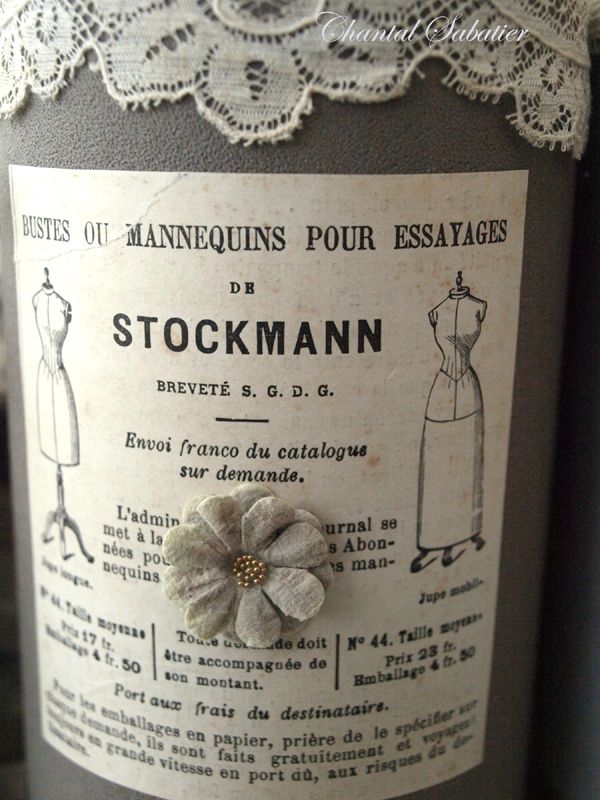 Chantal Sabatier
BUSTES OU MANNEQUINS POUR ESSAYAGES
DE
STOCKMANN
BREVETÉ S. G. D. G.
Envoi franco du catalogue
sur demande.
L'admin urnal se
met à la s Abon-
nées pou es man-
nequins
Jupe longue.
Jupe mobil-
N° 44. Taille moyenne
Prix 17 fr.
Emballage 4 fr. 50
Toute demande doit
être accompagnée de
son montant.
N° 44. Taille moyenne
Prix 23 fr.
Emballage 4 fr. 50
Port aux frais du destinataire.
Pour les emballages en papier, prière de le spécifier sur
chaque demande, ils sont faits gratuitement et voyagent
toujours en grande vitesse en port dû, aux risques du des-
tinataire.